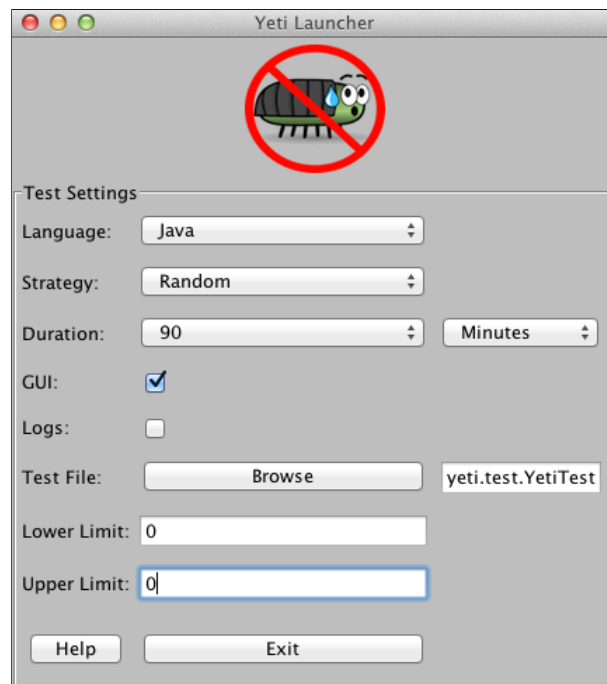 Yeti Launcher
Test Settings
Language: Java
Strategy: Random
Duration: 90 Minutes
GUI:
Logs:
Test File: Browse yeti.test.YetiTest
Lower Limit: 0
Upper Limit: 0
Help Exit